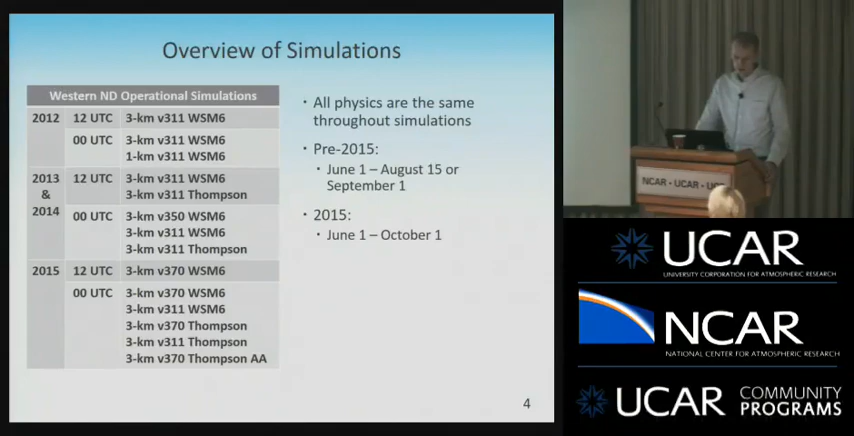 Overview of Simulations
Western ND Operational Simulations
2012 12 UTC 3-km v311 WSM6
00 UTC 3-km v311 WSM6
1-km v311 WSM6
2013 12 UTC 3-km v311 WSM6
& 3-km v311 Thompson
2014 00 UTC 3-km v350 WSM6
3-km v311 WSM6
3-km v311 Thompson
2015 12 UTC 3-km v370 WSM6
00 UTC 3-km v370 WSM6
3-km v311 WSM6
3-km v370 Thompson
3-km v311 Thompson
3-km v370 Thompson AA
• All physics are the same
throughout simulations
• Pre-2015:
• June 1 – August 15 or
September 1
• 2015:
• June 1 – October 1
4
NCAR - UCAR - UC
UCAR
UNIVERSITY CORPORATION FOR ATMOSPHERIC RESEARCH
NCAR
NATIONAL CENTER FOR ATMOSPHERIC RESEARCH
UCAR COMMUNITY
PROGRAMS